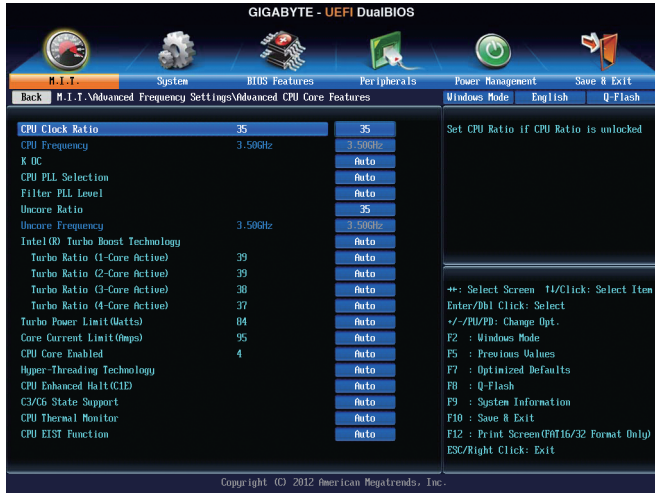 GIGABYTE - UEFI DualBIOS
M.I.T. System BIOS Features Peripherals Power Management Save & Exit
Back M.I.T.\Advanced Frequency Settings\Advanced CPU Core Features Windows Mode English Q-Flash
CPU Clock Ratio 35 35
CPU Frequency 3.50GHz 3.50GHz
K OC Auto
CPU PLL Selection Auto
Filter PLL Level Auto
Uncore Ratio 35
Uncore Frequency 3.50GHz 3.50GHz
Intel(R) Turbo Boost Technology Auto
Turbo Ratio (1-Core Active) 39 Auto
Turbo Ratio (2-Core Active) 39 Auto
Turbo Ratio (3-Core Active) 38 Auto
Turbo Ratio (4-Core Active) 37 Auto
Turbo Power Limit(Watts) 84 Auto
Core Current Limit(Amps) 95 Auto
CPU Core Enabled 4 Auto
Hyper-Threading Technology Auto
CPU Enhanced Halt(C1E) Auto
C3/C6 State Support Auto
CPU Thermal Monitor Auto
CPU EIST Function Auto
Set CPU Ratio if CPU Ratio is unlocked
→←: Select Screen ↑↓/Click: Select Item
Enter/Dbl Click: Select
+/-/PU/PD: Change Opt.
F2 : Windows Mode
F5 : Previous Values
F7 : Optimized Defaults
F8 : Q-Flash
F9 : System Information
F10 : Save & Exit
F12 : Print Screen(FAT16/32 Format Only)
ESC/Right Click: Exit
Copyright (C) 2012 American Megatrends, Inc.